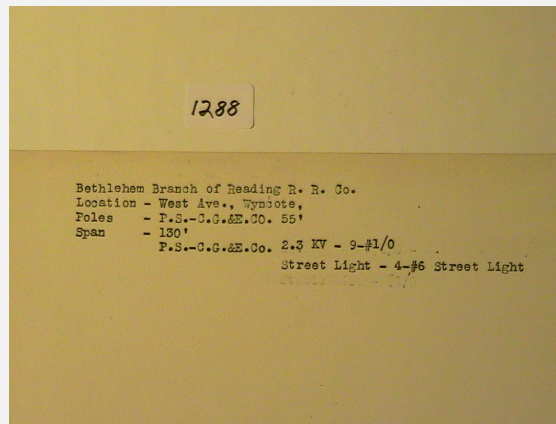 1288
Bethlehem Branch of Reading R. R. Co.
Location - West Ave., Wyncote,
Poles - P.S.-C.G.&E.CO. 55'
Span - 130'
P.S.-C.G.&E.Co. 2.3 KV - 9-#1/0
Street Light - 4-#6 Street Light